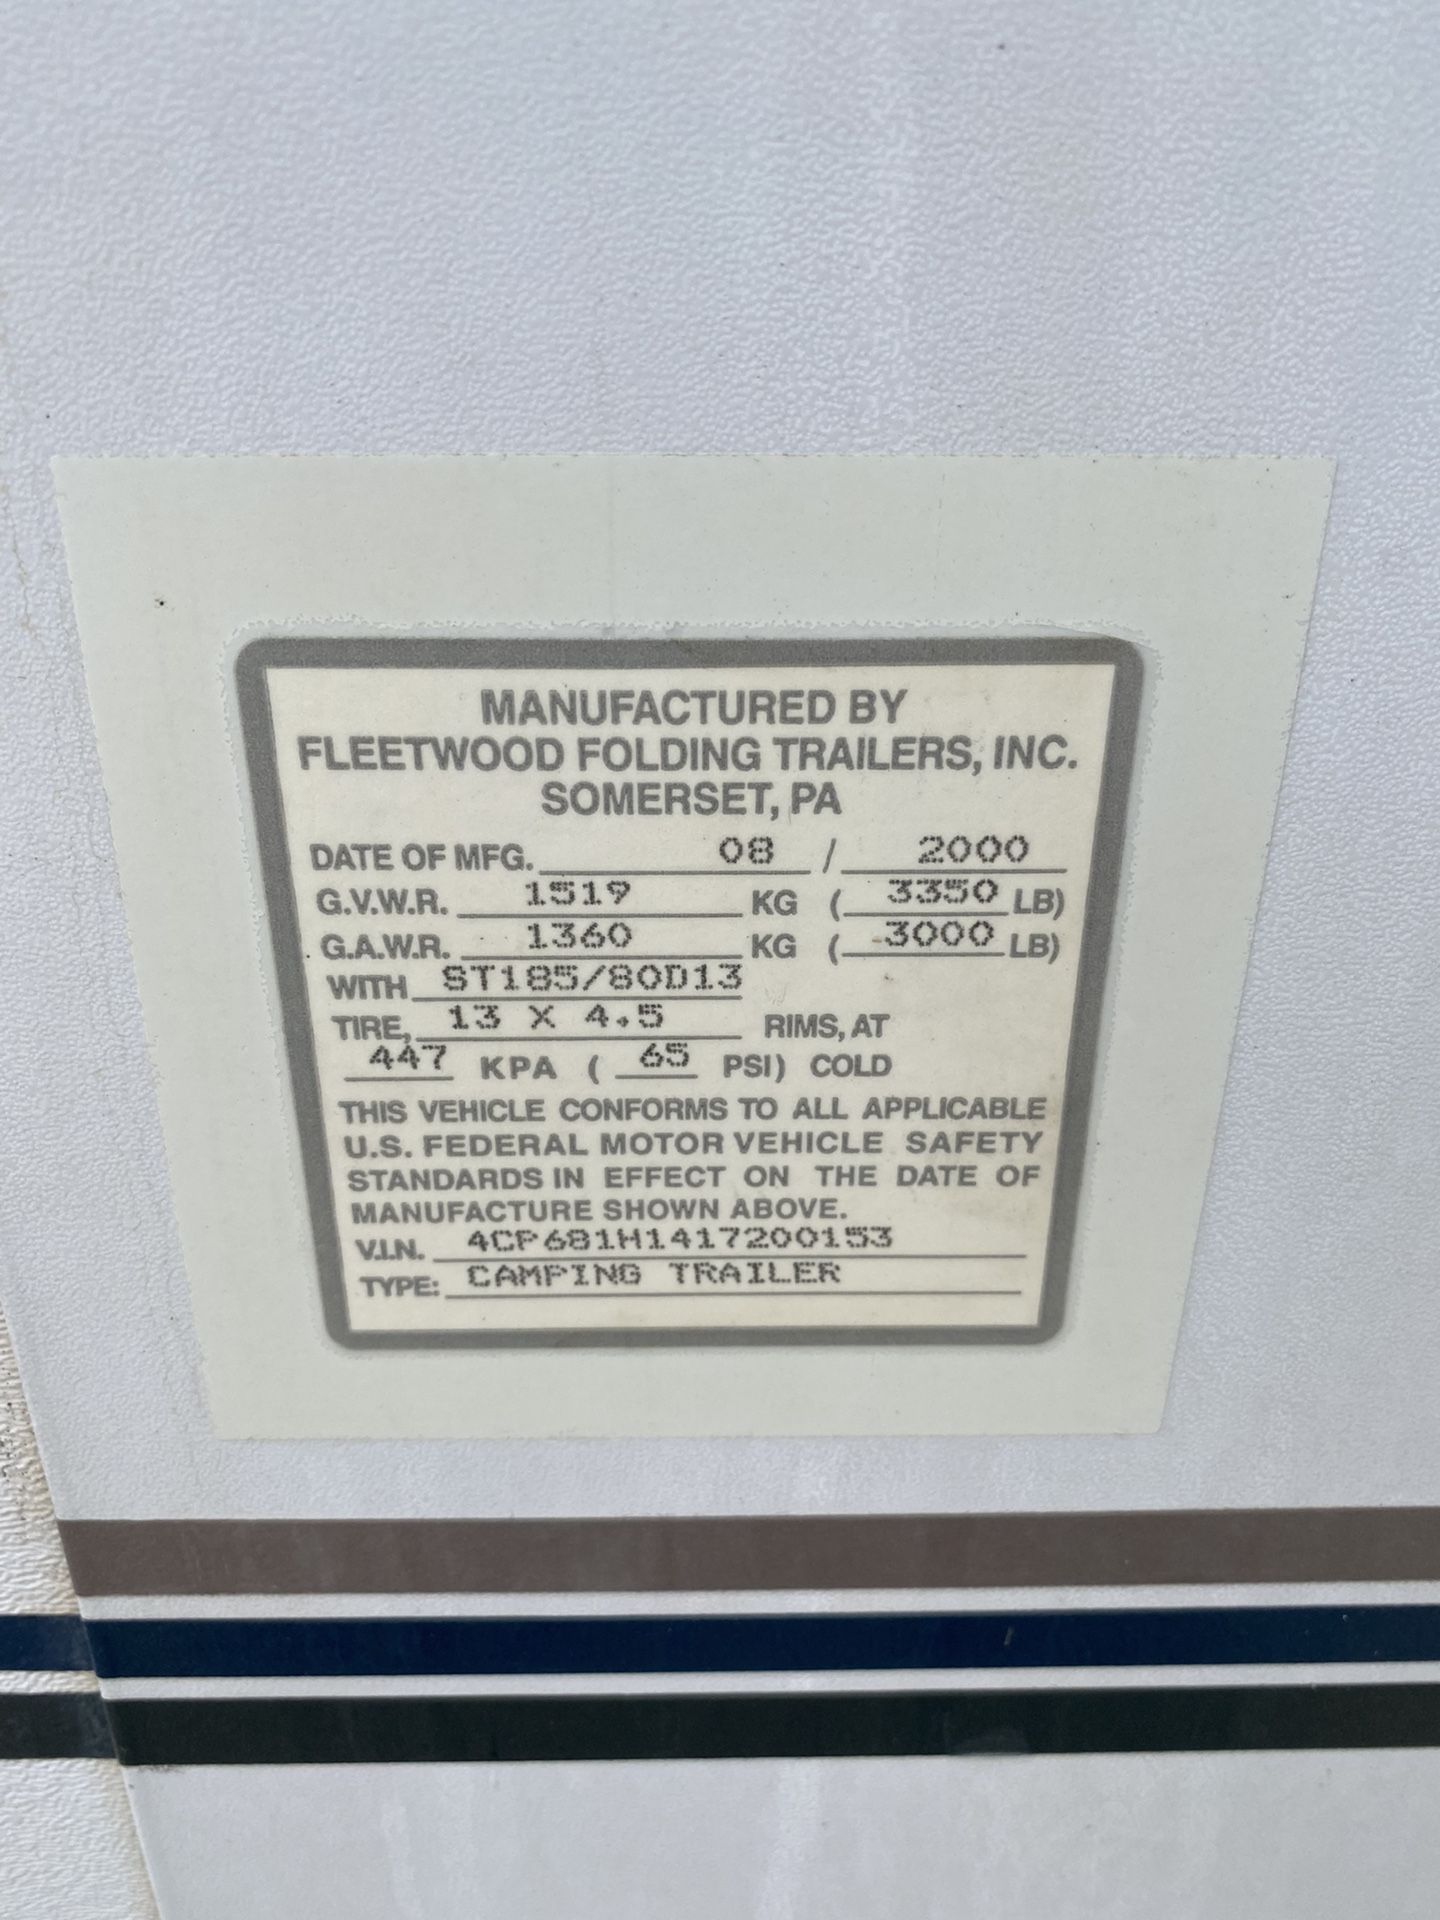 MANUFACTURED BY
FLEETWOOD FOLDING TRAILERS, INC.
SOMERSET, PA
DATE OF MFG. 08 / 2000
G.V.W.R. 1519 KG ( 3350 LB)
G.A.W.R. 1360 KG ( 3000 LB)
WITH ST185/80D13
TIRE, 13 X 4.5 RIMS, AT
447 KPA ( 65 PSI) COLD
THIS VEHICLE CONFORMS TO ALL APPLICABLE
U.S. FEDERAL MOTOR VEHICLE SAFETY
STANDARDS IN EFFECT ON THE DATE OF
MANUFACTURE SHOWN ABOVE.
V.I.N. 4CP681H1417200153
TYPE: CAMPING TRAILER